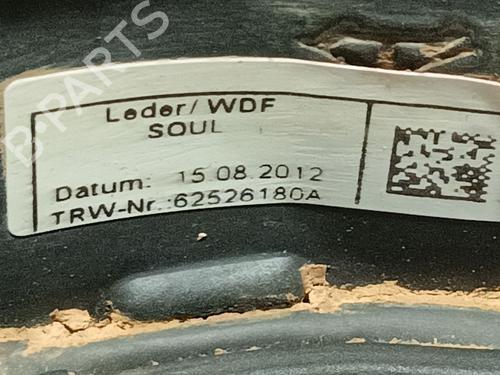 B-PARTS
Leder/ WDF
SOUL
Datum: 15.08.2012
TRW-Nr.:62526180A